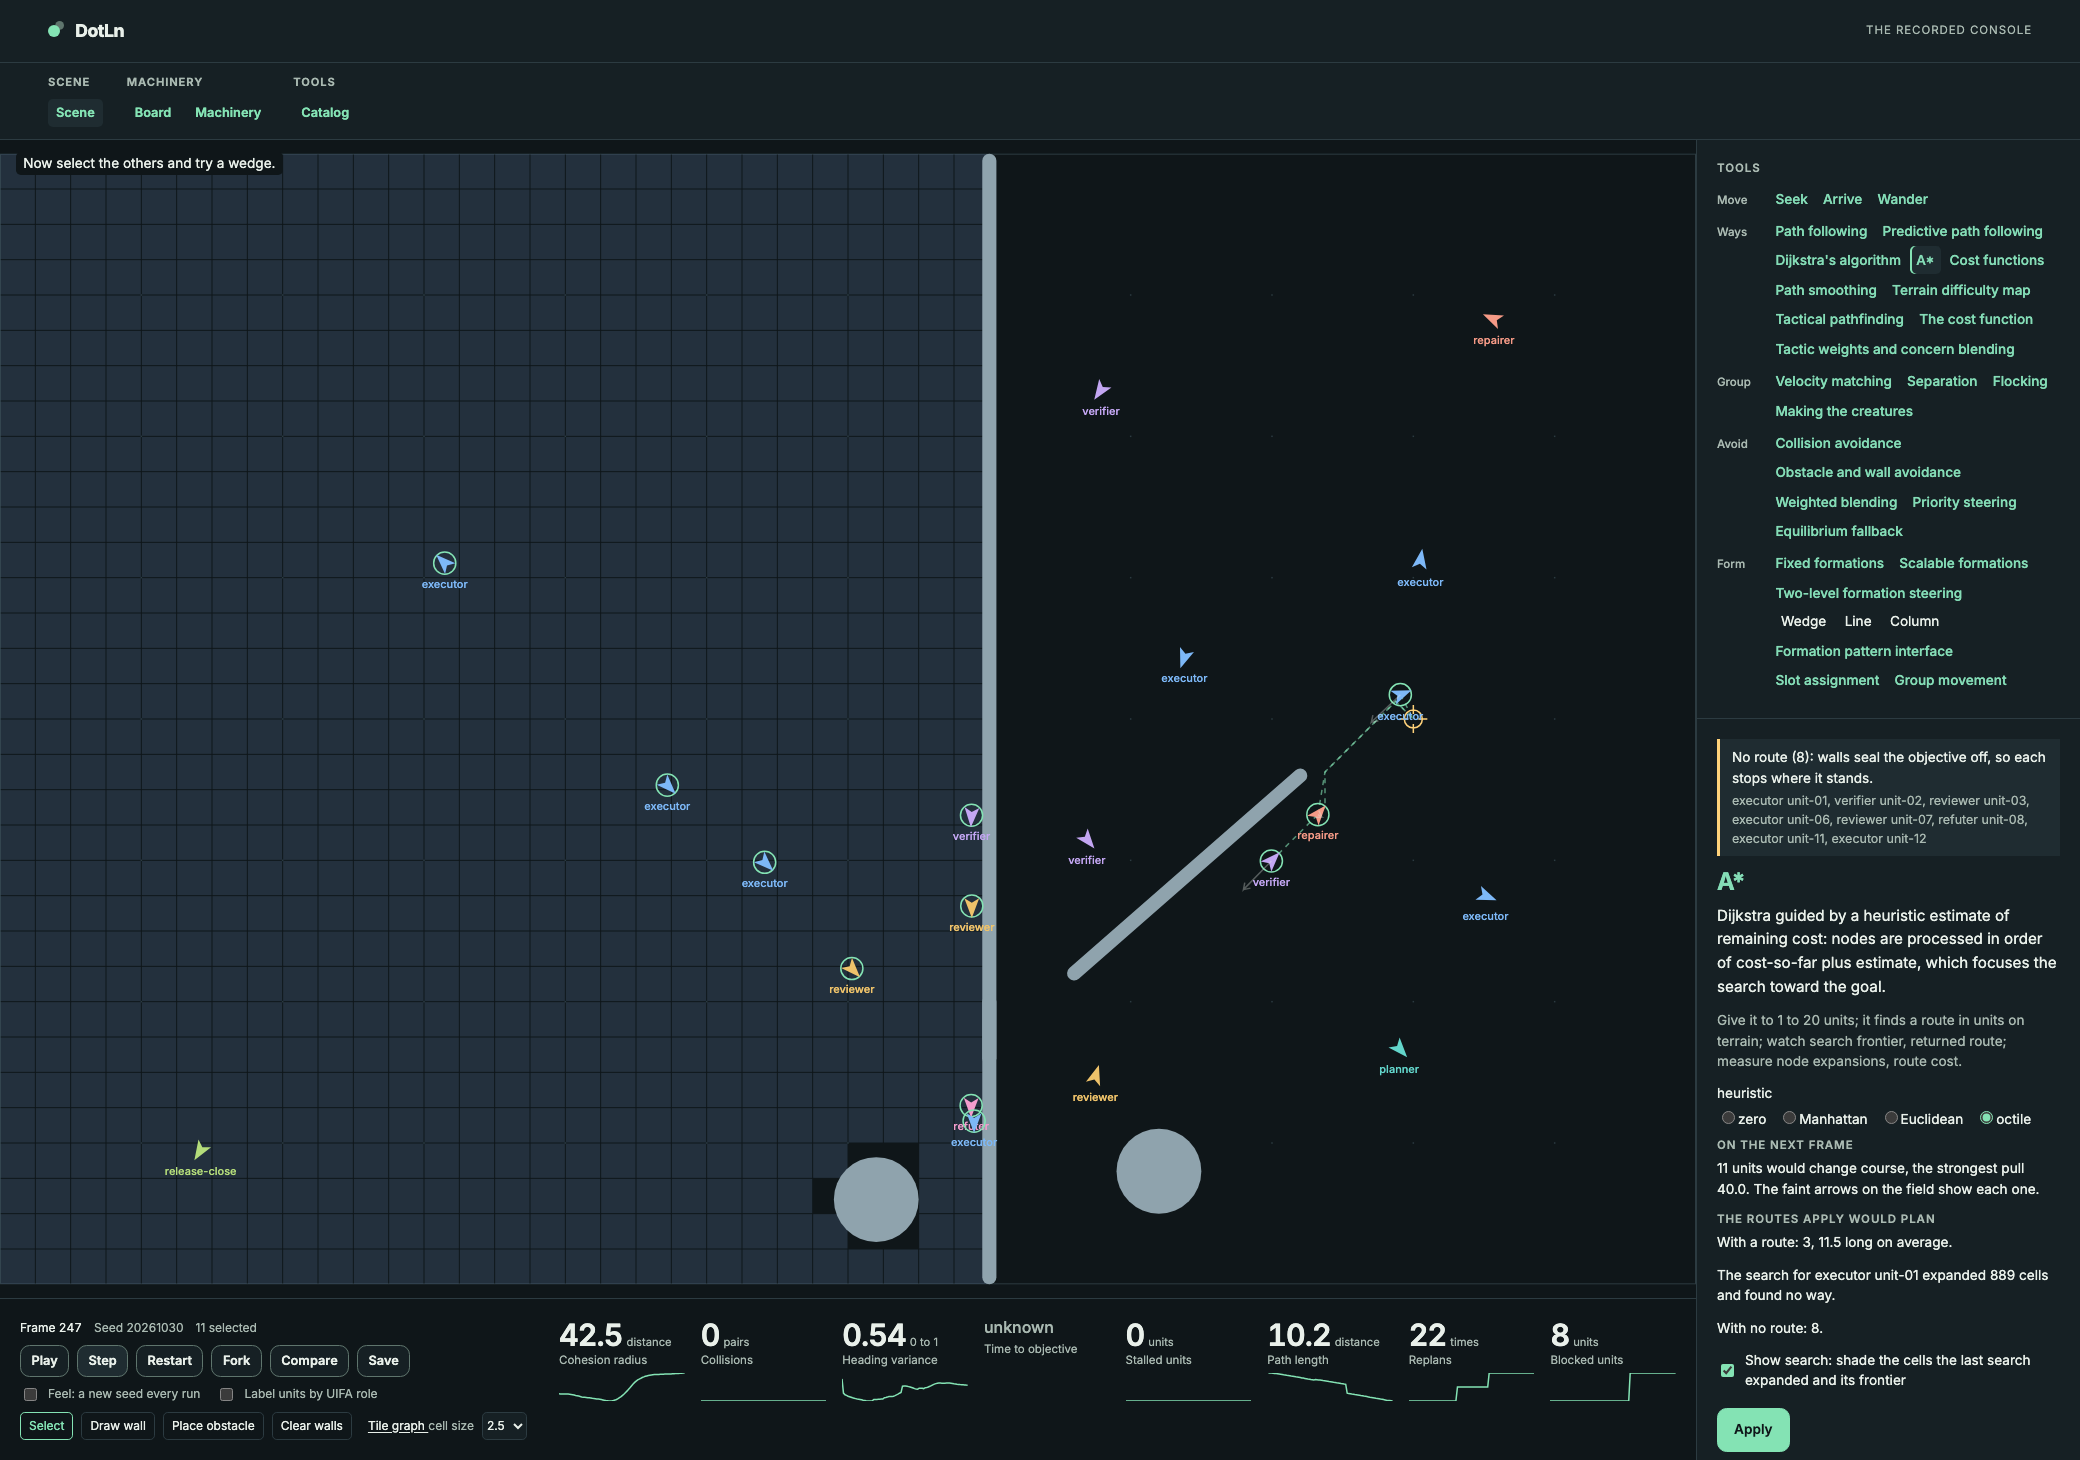 DotLn
THE RECORDED CONSOLE
SCENE
MACHINERY
TOOLS
Scene
Board
Machinery
Catalog
Now select the others and try a wedge.
repairer
verifier
executor
executor
executor
executor
executor
verifier
repairer
verifier
verifier
executor
executor
reviewer
reviewer
planner
reviewer
refuter
executor
release-close
TOOLS
Move
Seek Arrive Wander
Ways
Path following Predictive path following
Dijkstra's algorithm A* Cost functions
Path smoothing Terrain difficulty map
Tactical pathfinding The cost function
Tactic weights and concern blending
Group
Velocity matching Separation Flocking
Making the creatures
Avoid
Collision avoidance
Obstacle and wall avoidance
Weighted blending Priority steering
Equilibrium fallback
Form
Fixed formations Scalable formations
Two-level formation steering
Wedge Line Column
Formation pattern interface
Slot assignment Group movement
No route (8): walls seal the objective off, so each
stops where it stands.
executor unit-01, verifier unit-02, reviewer unit-03,
executor unit-06, reviewer unit-07, refuter unit-08,
executor unit-11, executor unit-12
A*
Dijkstra guided by a heuristic estimate of
remaining cost: nodes are processed in order
of cost-so-far plus estimate, which focuses the
search toward the goal.
Give it to 1 to 20 units; it finds a route in units on
terrain; watch search frontier, returned route;
measure node expansions, route cost.
heuristic
zero Manhattan Euclidean octile
ON THE NEXT FRAME
11 units would change course, the strongest pull
40.0. The faint arrows on the field show each one.
THE ROUTES APPLY WOULD PLAN
With a route: 3, 11.5 long on average.
The search for executor unit-01 expanded 889 cells
and found no way.
With no route: 8.
Show search: shade the cells the last search
expanded and its frontier
Apply
Frame 247 Seed 20261030 11 selected
Play Step Restart Fork Compare Save
Feel: a new seed every run Label units by UIFA role
Select Draw wall Place obstacle Clear walls Tile graph cell size 2.5
42.5 distance
Cohesion radius
0 pairs
Collisions
0.54 0 to 1
Heading variance
unknown
Time to objective
0 units
Stalled units
10.2 distance
Path length
22 times
Replans
8 units
Blocked units